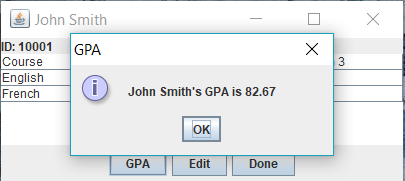 John Smith
ID: 10001
GPA
Course
3
English
French
John Smith's GPA is 82.67
OK
GPA Edit Done